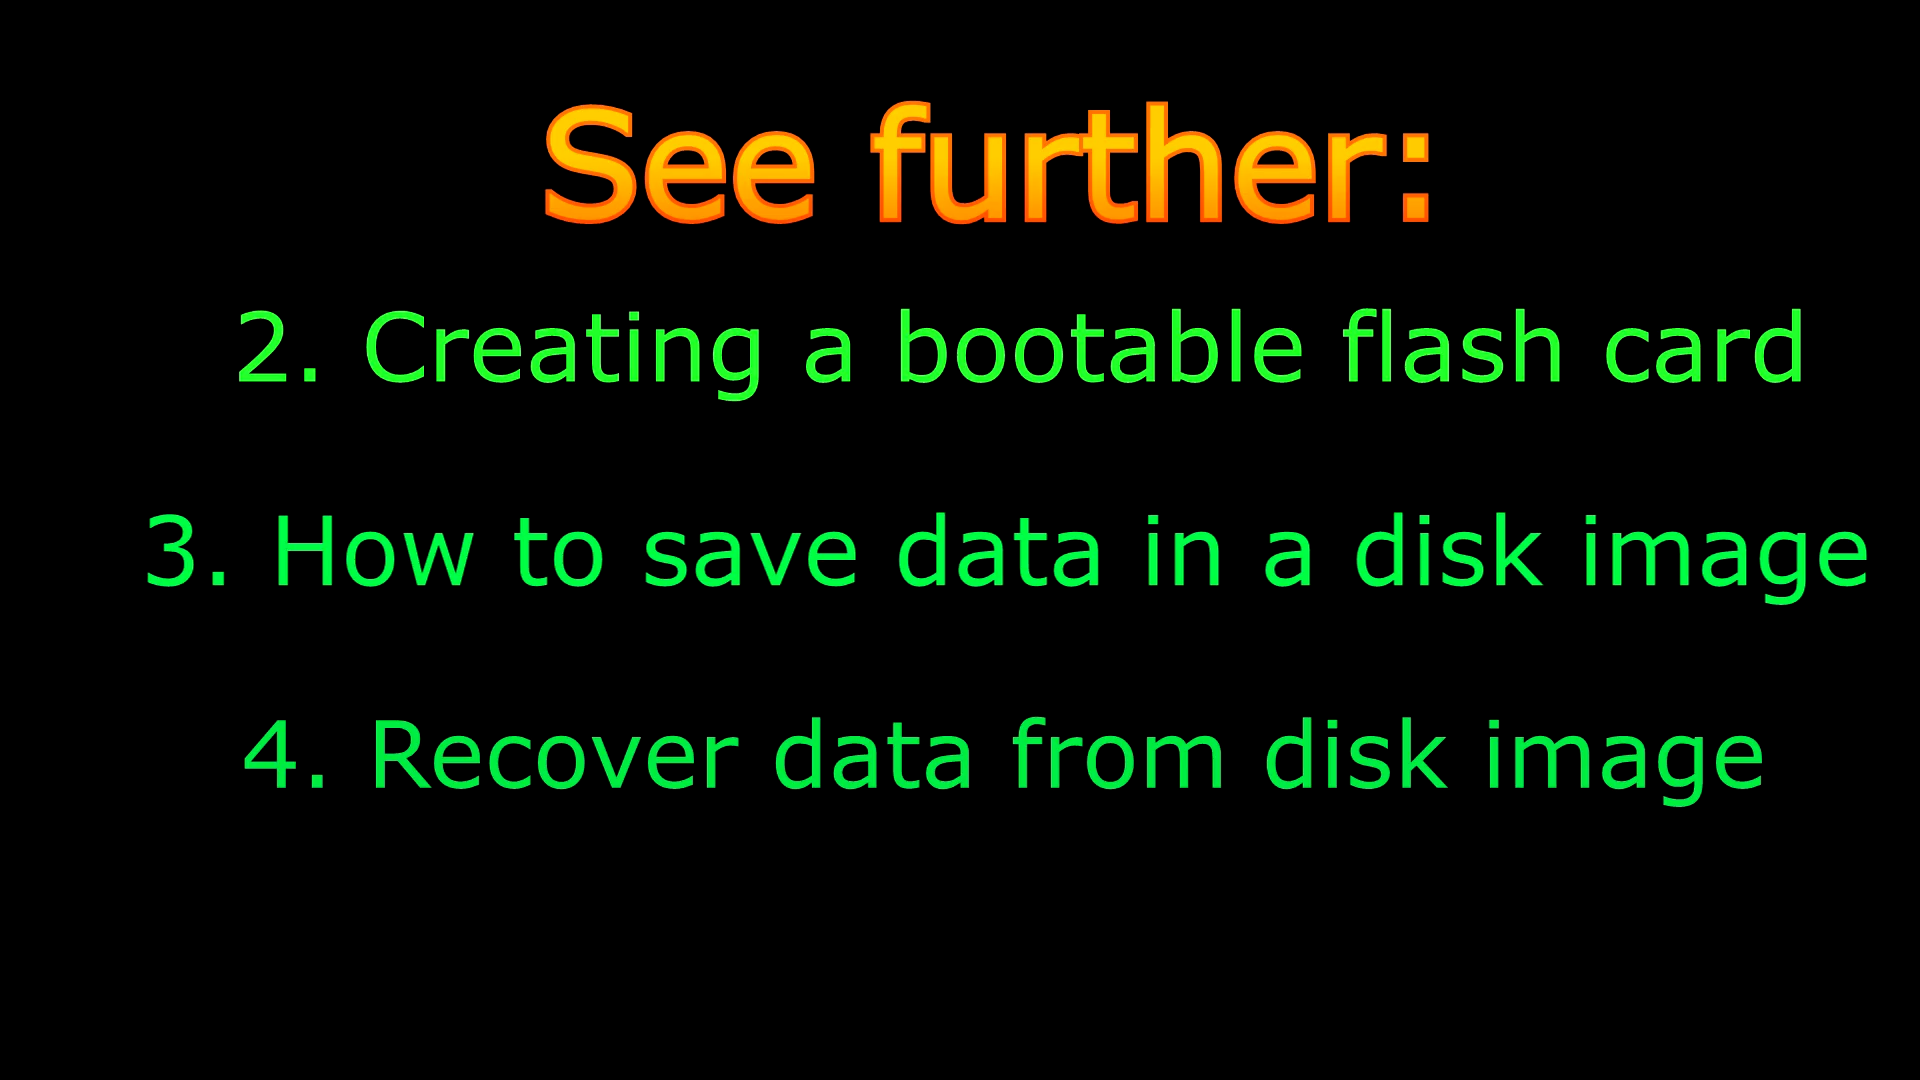 See further:
2. Creating a bootable flash card
3. How to save data in a disk image
4. Recover data from disk image